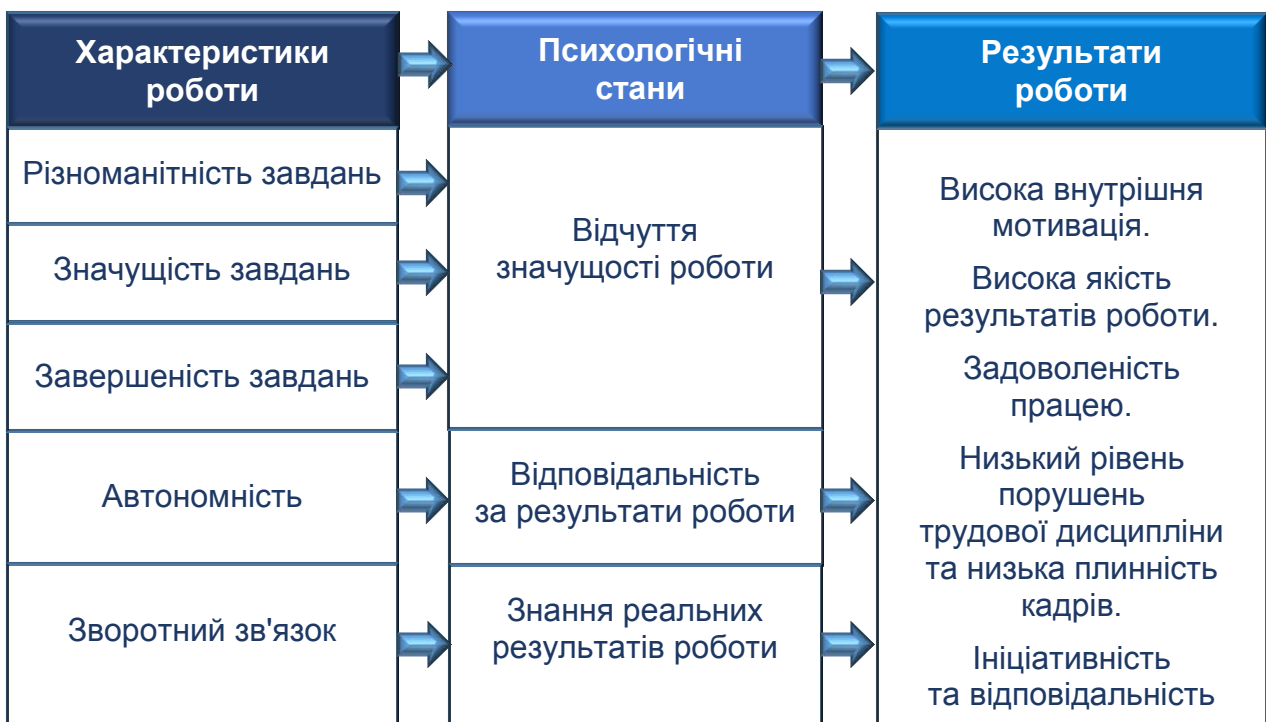 Характеристики
роботи
Психологічні
стани
Результати
роботи
Різноманітність завдань
Значущість завдань
Завершеність завдань
Автономність
Зворотний зв'язок
Відчуття
значущості роботи
Відповідальність
за результати роботи
Знання реальних
результатів роботи
Висока внутрішня
мотивація.
Висока якість
результатів роботи.
Задоволеність
працею.
Низький рівень
порушень
трудової дисципліни
та низька плинність
кадрів.
Ініціативність
та відповідальність